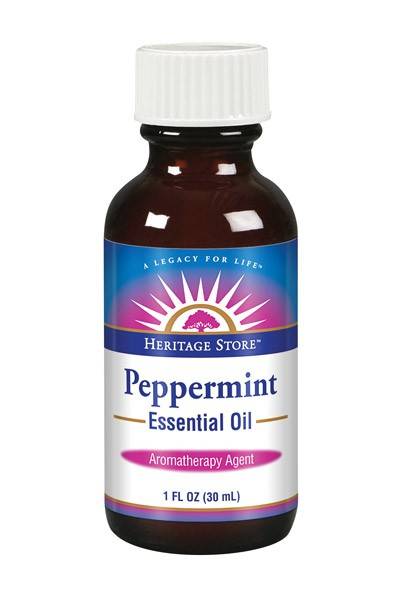 A LEGACY FOR LIFE™
HERITAGE STORE™
Peppermint
Essential Oil
Aromatherapy Agent
1 FL OZ (30 mL)